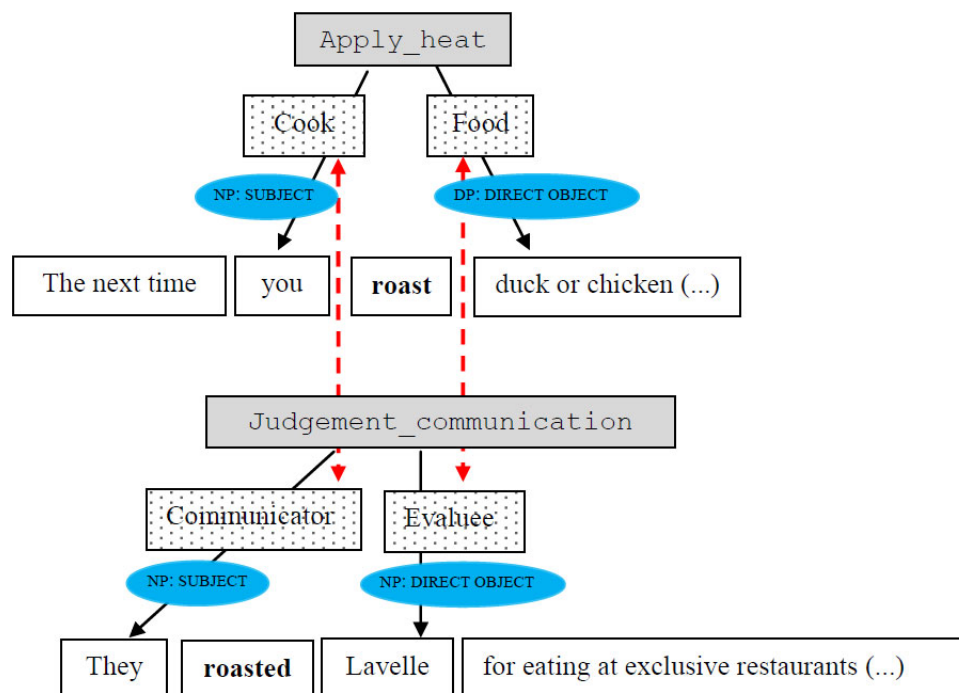 Apply_heat
Cook Food
NP: SUBJECT DP: DIRECT OBJECT
The next time you roast duck or chicken (...)
Judgement_communication
Communicator Evaluee
NP: SUBJECT NP: DIRECT OBJECT
They roasted Lavelle for eating at exclusive restaurants (...)